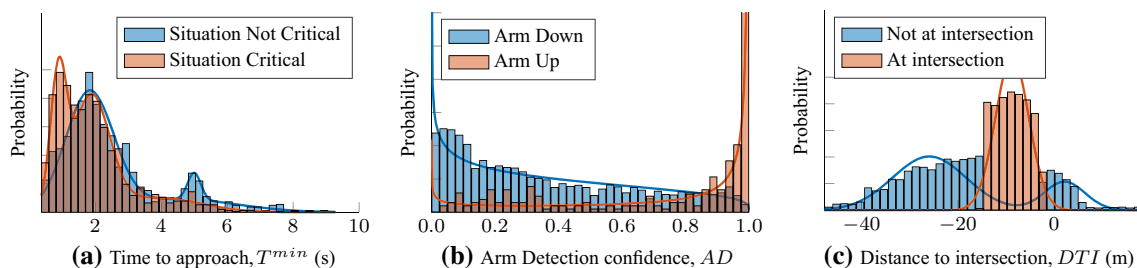 Probability
Situation Not Critical
Situation Critical
2 4 6 8 10
(a) Time to approach, T^{min} (s)
Probability
Arm Down
Arm Up
0.0 0.2 0.4 0.6 0.8 1.0
(b) Arm Detection confidence, AD
Probability
Not at intersection
At intersection
−40 −20 0
(c) Distance to intersection, DTI (m)